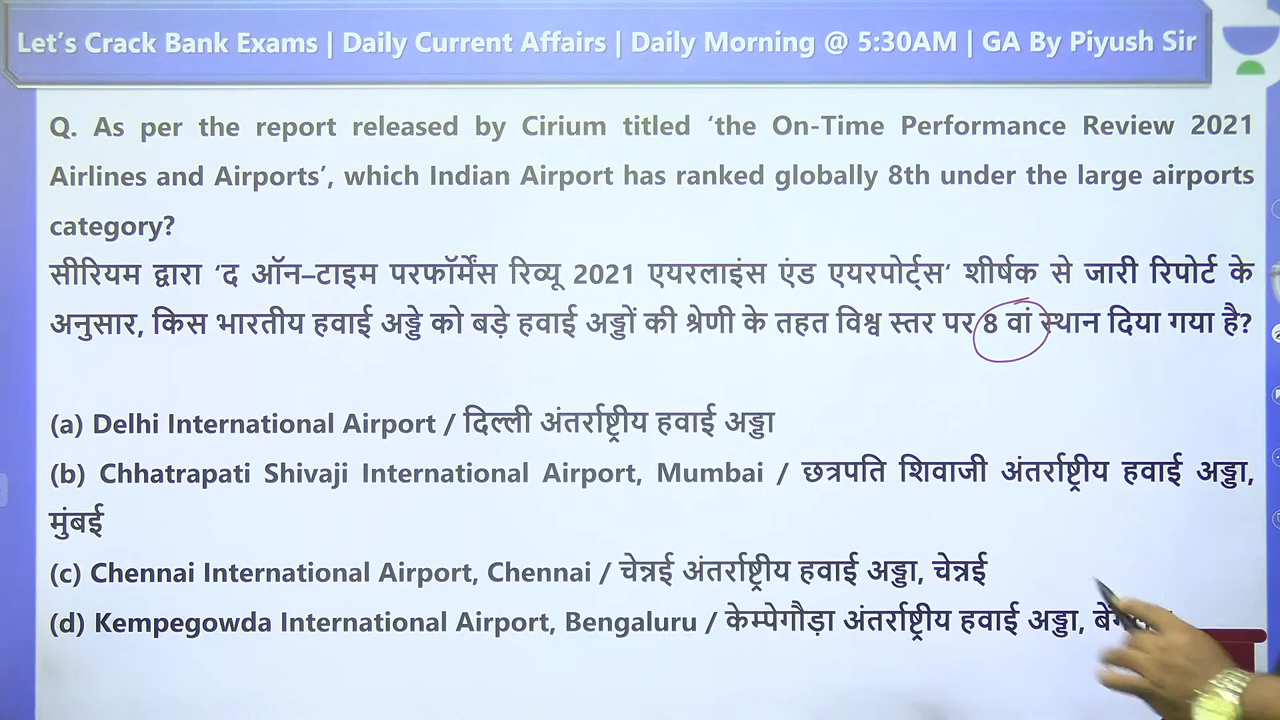 Let’s Crack Bank Exams | Daily Current Affairs | Daily Morning @ 5:30AM | GA By Piyush Sir
Q. As per the report released by Cirium titled ‘the On-Time Performance Review 2021
Airlines and Airports’, which Indian Airport has ranked globally 8th under the large airports
category?
सीरियम द्वारा ‘द ऑन–टाइम परफॉर्मेंस रिव्यू 2021 एयरलाइंस एंड एयरपोर्ट्स‘ शीर्षक से जारी रिपोर्ट के
अनुसार, किस भारतीय हवाई अड्डे को बड़े हवाई अड्डों की श्रेणी के तहत विश्व स्तर पर 8 वां स्थान दिया गया है?
(a) Delhi International Airport / दिल्ली अंतर्राष्ट्रीय हवाई अड्डा
(b) Chhatrapati Shivaji International Airport, Mumbai / छत्रपति शिवाजी अंतर्राष्ट्रीय हवाई अड्डा,
मुंबई
(c) Chennai International Airport, Chennai / चेन्नई अंतर्राष्ट्रीय हवाई अड्डा, चेन्नई
(d) Kempegowda International Airport, Bengaluru / केम्पेगौड़ा अंतर्राष्ट्रीय हवाई अड्डा,